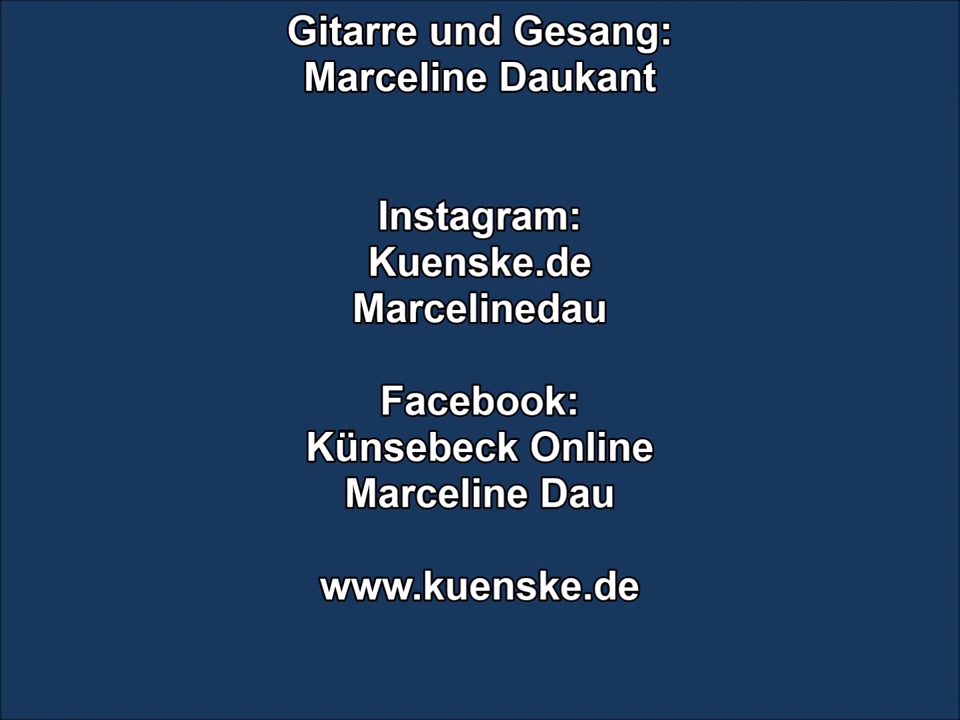 Gitarre und Gesang:
Marceline Daukant
Instagram:
Kuenske.de
Marcelinedau
Facebook:
Künsebeck Online
Marceline Dau
www.kuenske.de